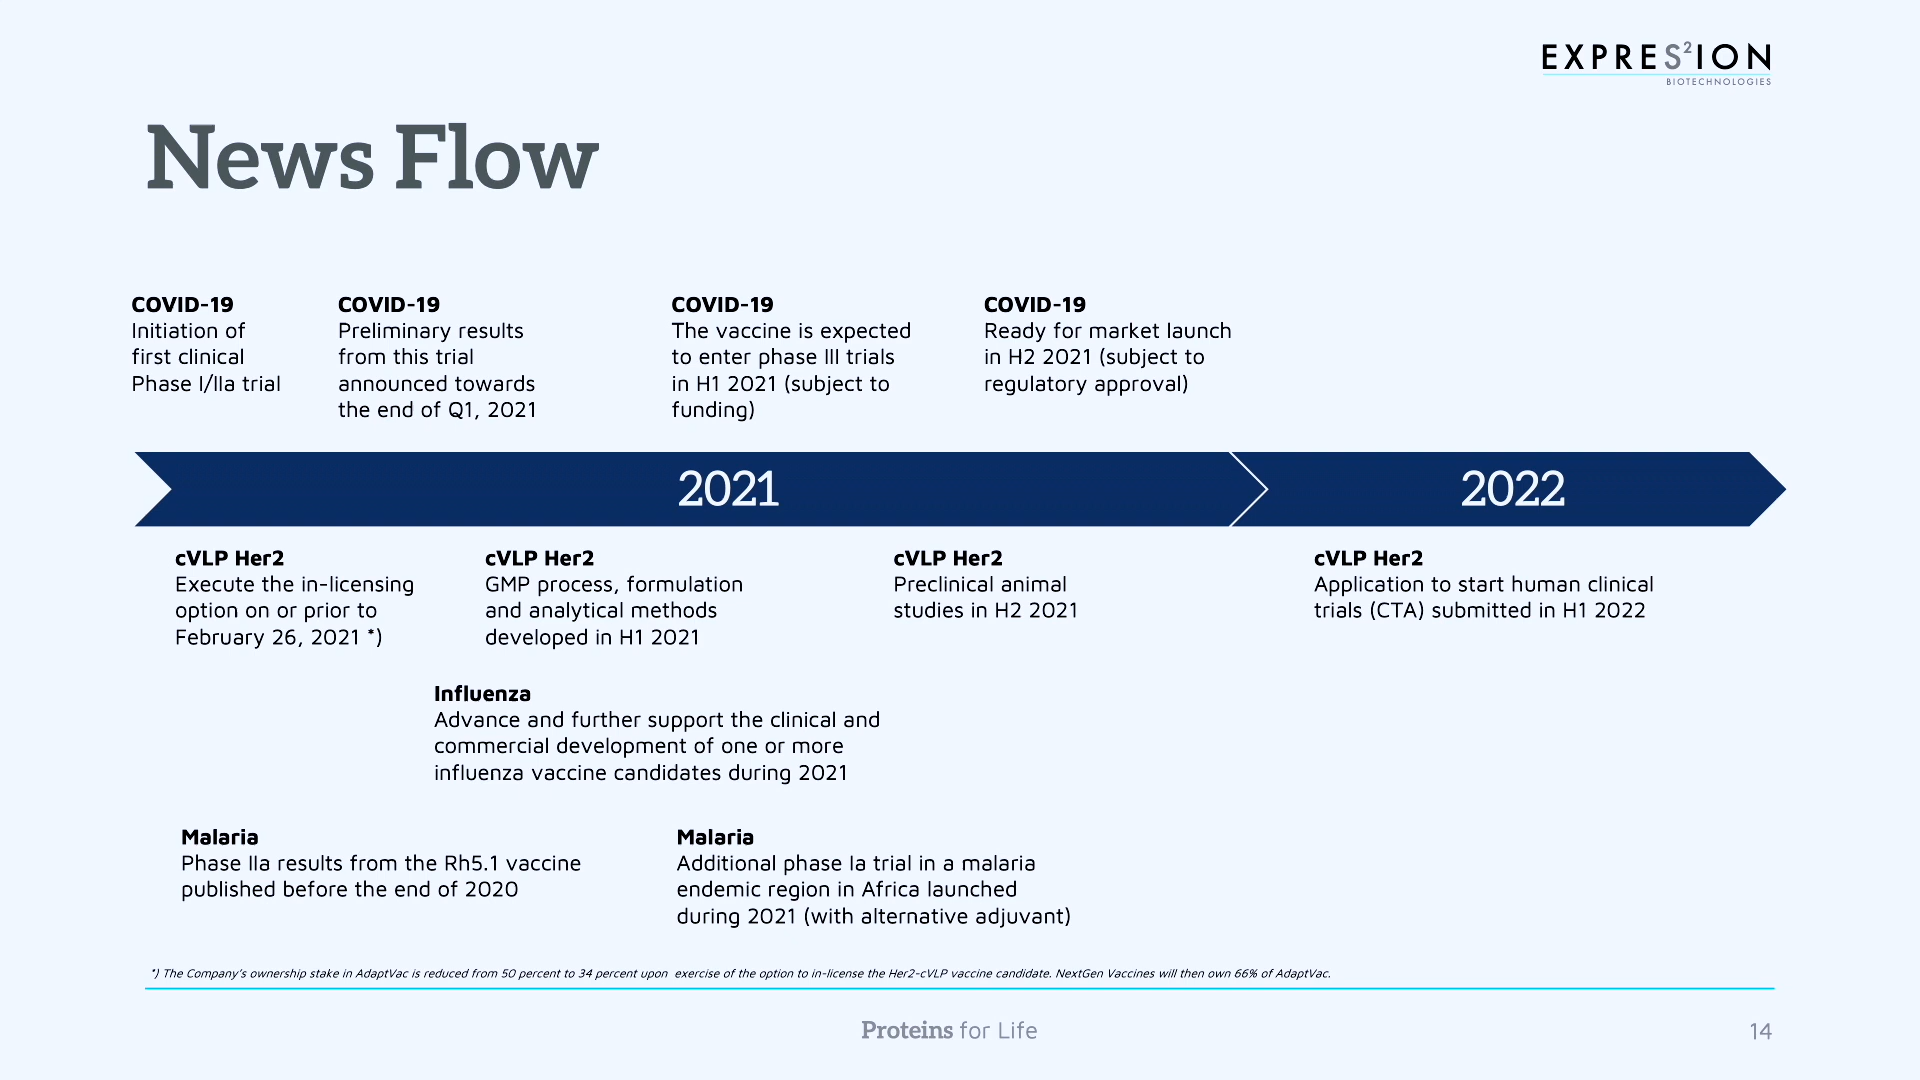 EXPRES²ION
BIOTECHNOLOGIES
News Flow
COVID-19
Initiation of
first clinical
Phase I/IIa trial
COVID-19
Preliminary results
from this trial
announced towards
the end of Q1, 2021
COVID-19
The vaccine is expected
to enter phase III trials
in H1 2021 (subject to
funding)
COVID-19
Ready for market launch
in H2 2021 (subject to
regulatory approval)
2021
2022
cVLP Her2
Execute the in-licensing
option on or prior to
February 26, 2021 *)
cVLP Her2
GMP process, formulation
and analytical methods
developed in H1 2021
cVLP Her2
Preclinical animal
studies in H2 2021
cVLP Her2
Application to start human clinical
trials (CTA) submitted in H1 2022
Influenza
Advance and further support the clinical and
commercial development of one or more
influenza vaccine candidates during 2021
Malaria
Phase IIa results from the Rh5.1 vaccine
published before the end of 2020
Malaria
Additional phase Ia trial in a malaria
endemic region in Africa launched
during 2021 (with alternative adjuvant)
*) The Company's ownership stake in AdaptVac is reduced from 50 percent to 34 percent upon exercise of the option to in-license the Her2-cVLP vaccine candidate. NextGen Vaccines will then own 66% of AdaptVac.
Proteins for Life
14